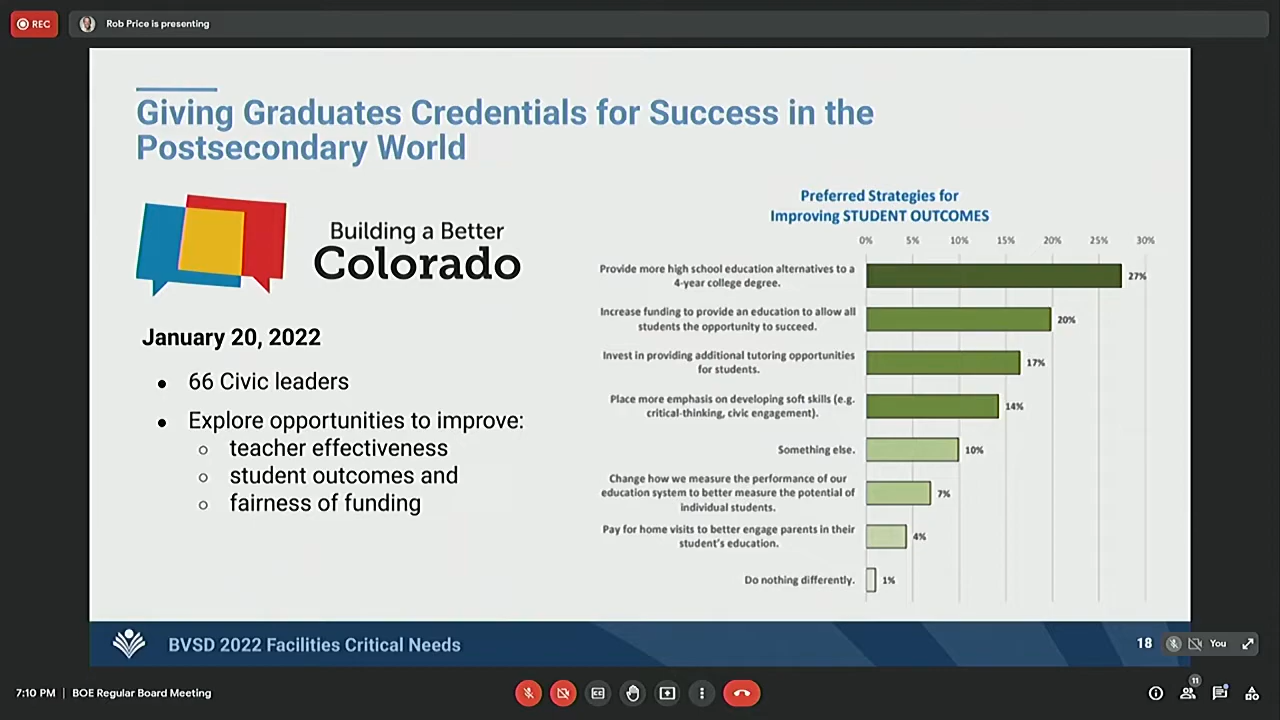 REC
Rob Price is presenting
Giving Graduates Credentials for Success in the
Postsecondary World
Building a Better
Colorado
January 20, 2022
● 66 Civic leaders
● Explore opportunities to improve:
○ teacher effectiveness
○ student outcomes and
○ fairness of funding
Preferred Strategies for
Improving STUDENT OUTCOMES
0% 5% 10% 15% 20% 25% 30%
Provide more high school education alternatives to a
4-year college degree.
27%
Increase funding to provide an education to allow all
students the opportunity to succeed.
20%
Invest in providing additional tutoring opportunities
for students.
17%
Place more emphasis on developing soft skills (e.g.
critical-thinking, civic engagement).
14%
Something else.
10%
Change how we measure the performance of our
education system to better measure the potential of
individual students.
7%
Pay for home visits to better engage parents in their
student's education.
4%
Do nothing differently.
1%
BVSD 2022 Facilities Critical Needs
18
You
7:10 PM | BOE Regular Board Meeting
11